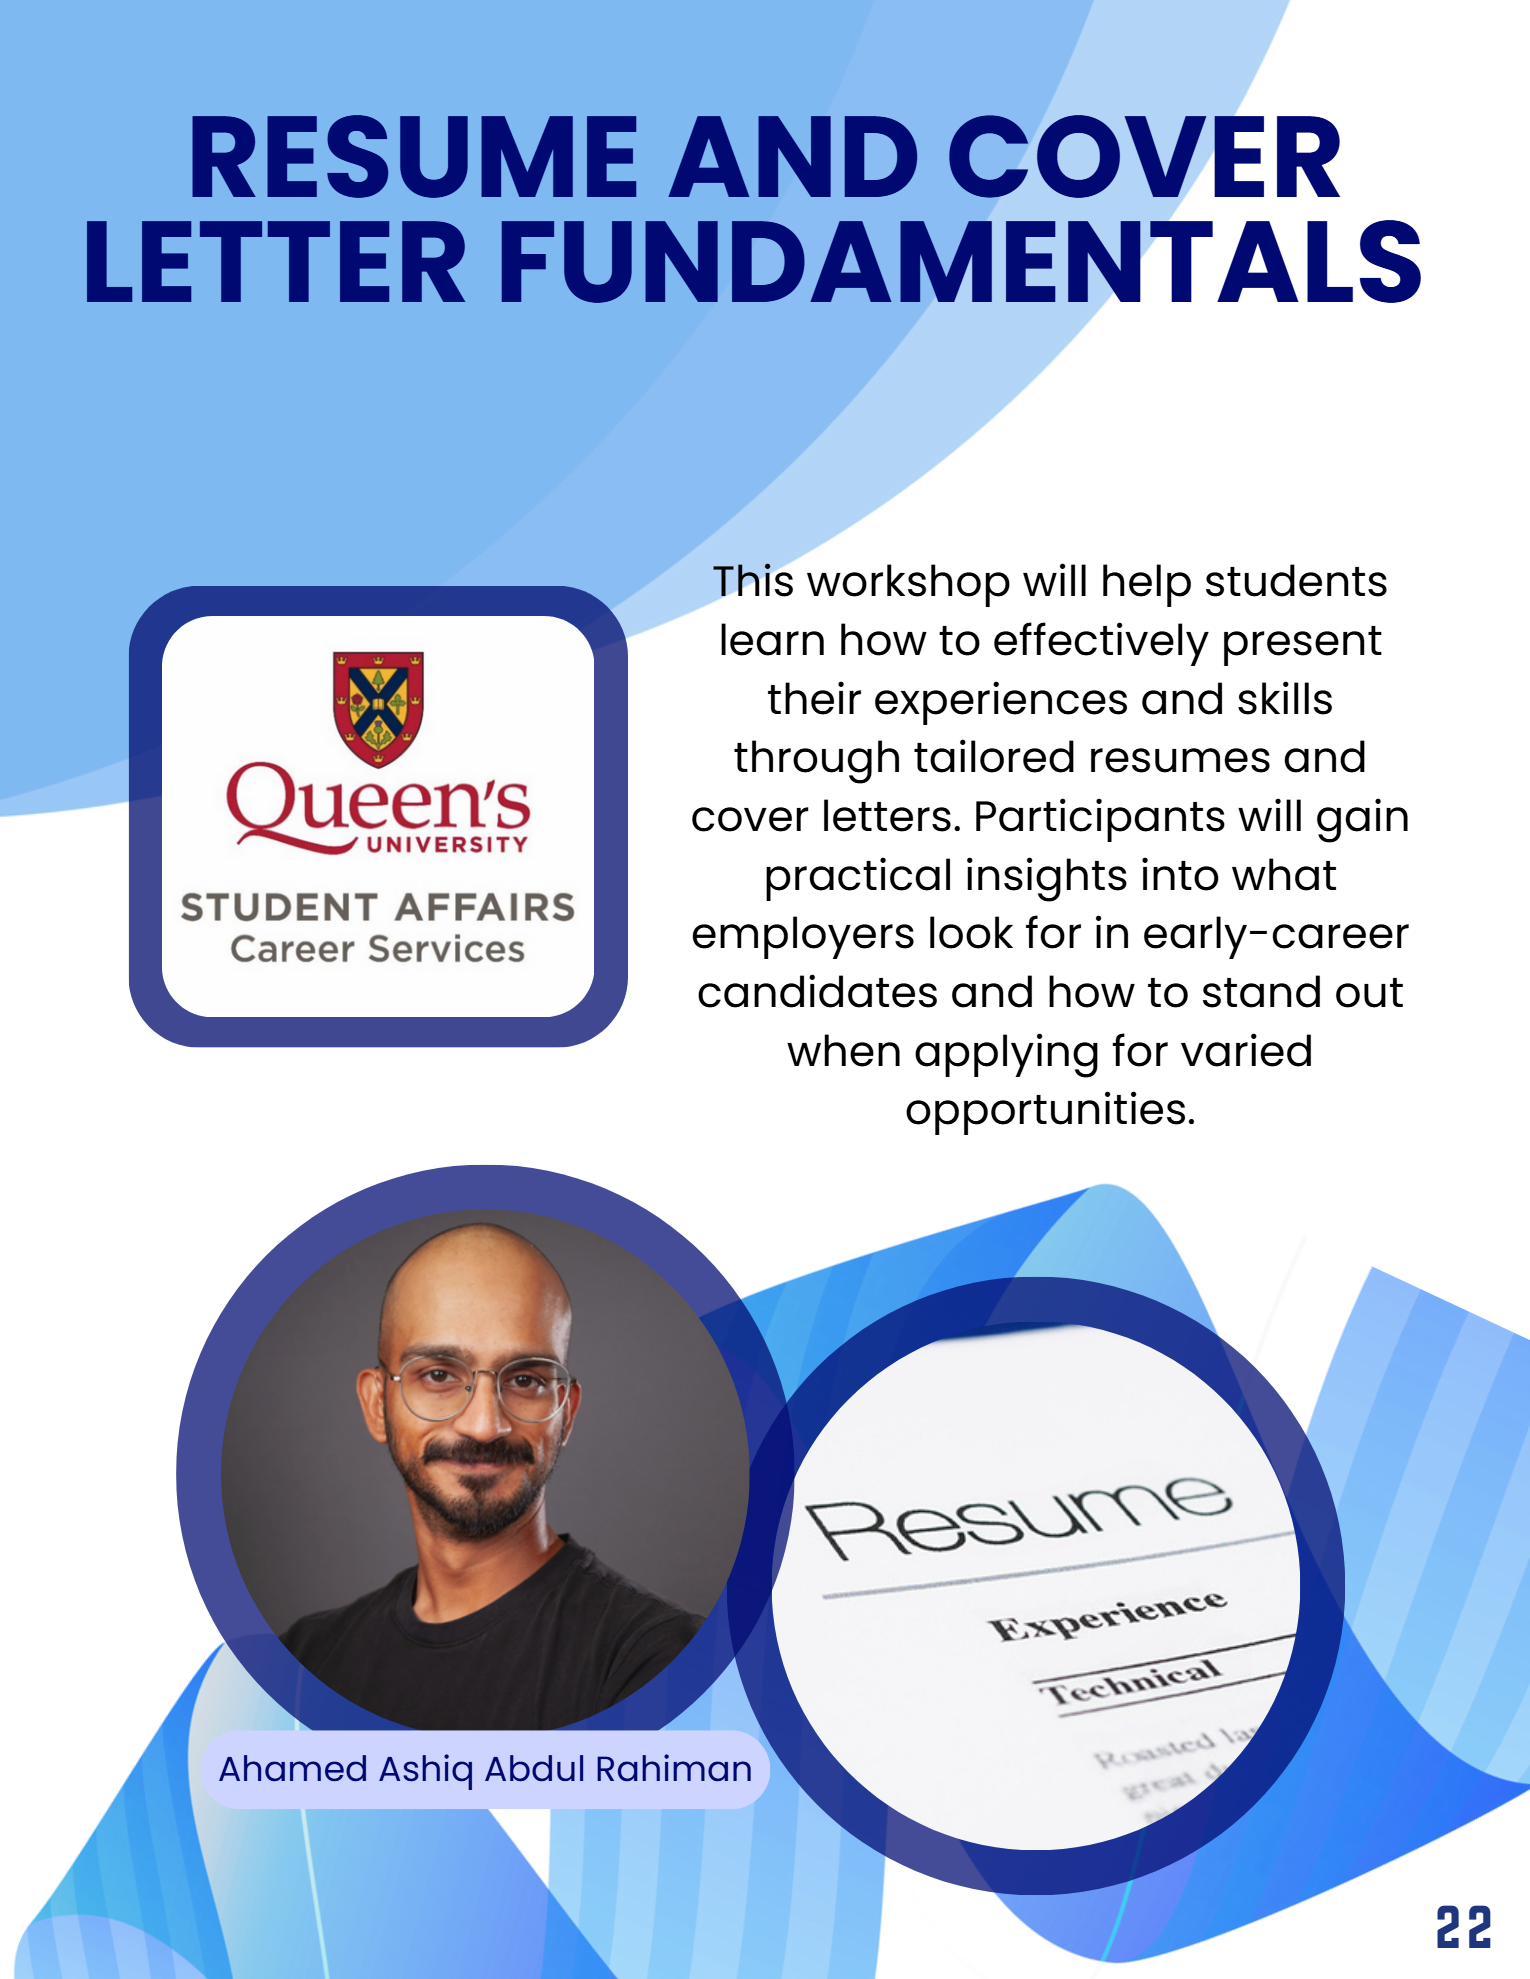 RESUME AND COVER
LETTER FUNDAMENTALS
Queen's
UNIVERSITY
STUDENT AFFAIRS
Career Services
This workshop will help students
learn how to effectively present
their experiences and skills
through tailored resumes and
cover letters. Participants will gain
practical insights into what
employers look for in early-career
candidates and how to stand out
when applying for varied
opportunities.
Ahamed Ashiq Abdul Rahiman
Resume
Experience
Technical
Roasted
great
22